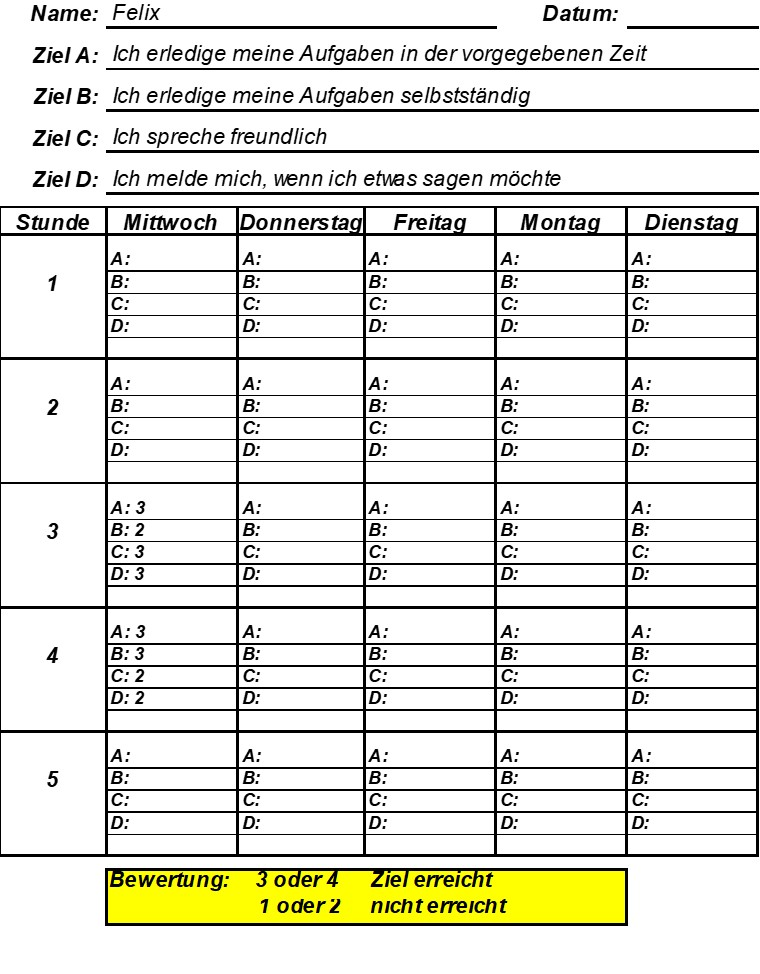 Name: Felix Datum:
Ziel A: Ich erledige meine Aufgaben in der vorgegebenen Zeit
Ziel B: Ich erledige meine Aufgaben selbstständig
Ziel C: Ich spreche freundlich
Ziel D: Ich melde mich, wenn ich etwas sagen möchte
Stunde Mittwoch Donnerstag Freitag Montag Dienstag
A: A: A: A: A:
1 B: B: B: B: B:
C: C: C: C: C:
D: D: D: D: D:
A: A: A: A: A:
2 B: B: B: B: B:
C: C: C: C: C:
D: D: D: D: D:
A: 3 A: A: A: A:
3 B: 2 B: B: B: B:
C: 3 C: C: C: C:
D: 3 D: D: D: D:
A: 3 A: A: A: A:
4 B: 3 B: B: B: B:
C: 2 C: C: C: C:
D: 2 D: D: D: D:
A: A: A: A: A:
5 B: B: B: B: B:
C: C: C: C: C:
D: D: D: D: D:
Bewertung: 3 oder 4 Ziel erreicht
1 oder 2 nicht erreicht